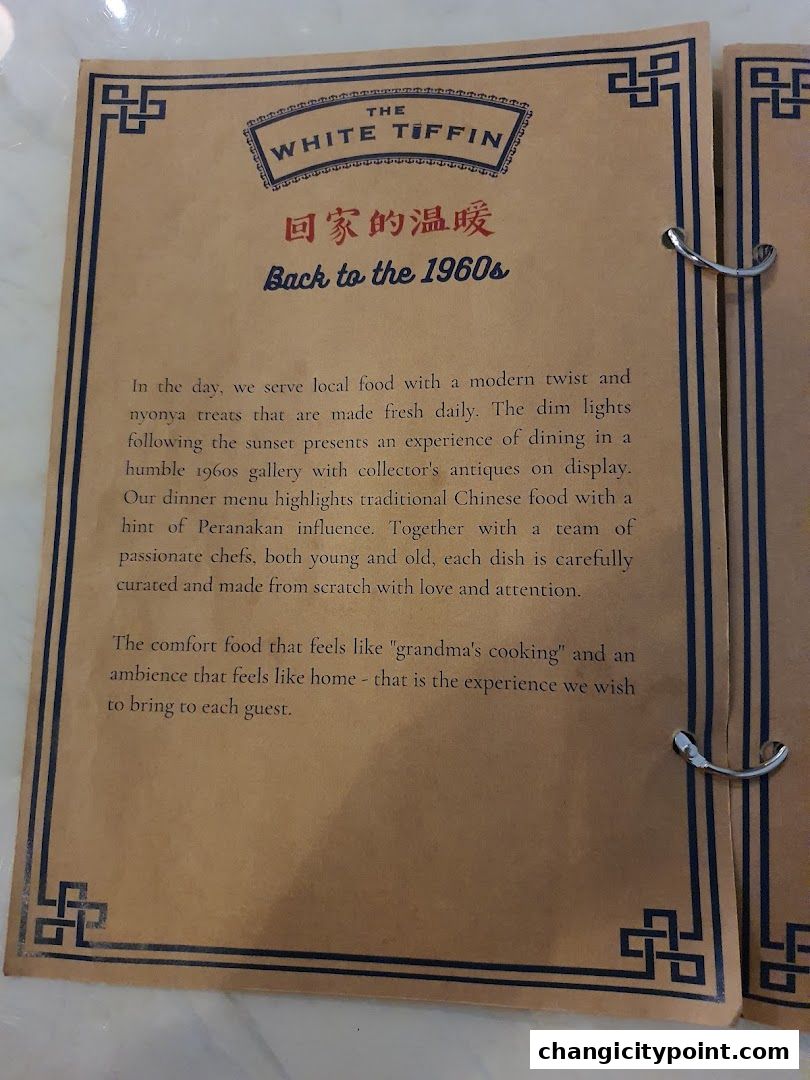 THE
WHITE TIFFIN
回家的温暖
Back to the 1960s
In the day, we serve local food with a modern twist and
nyonya treats that are made fresh daily. The dim lights
following the sunset presents an experience of dining in a
humble 1960s gallery with collector's antiques on display.
Our dinner menu highlights traditional Chinese food with a
hint of Peranakan influence. Together with a team of
passionate chefs, both young and old, each dish is carefully
curated and made from scratch with love and attention.
The comfort food that feels like "grandma's cooking" and an
ambience that feels like home - that is the experience we wish
to bring to each guest.
changicitypoint.com